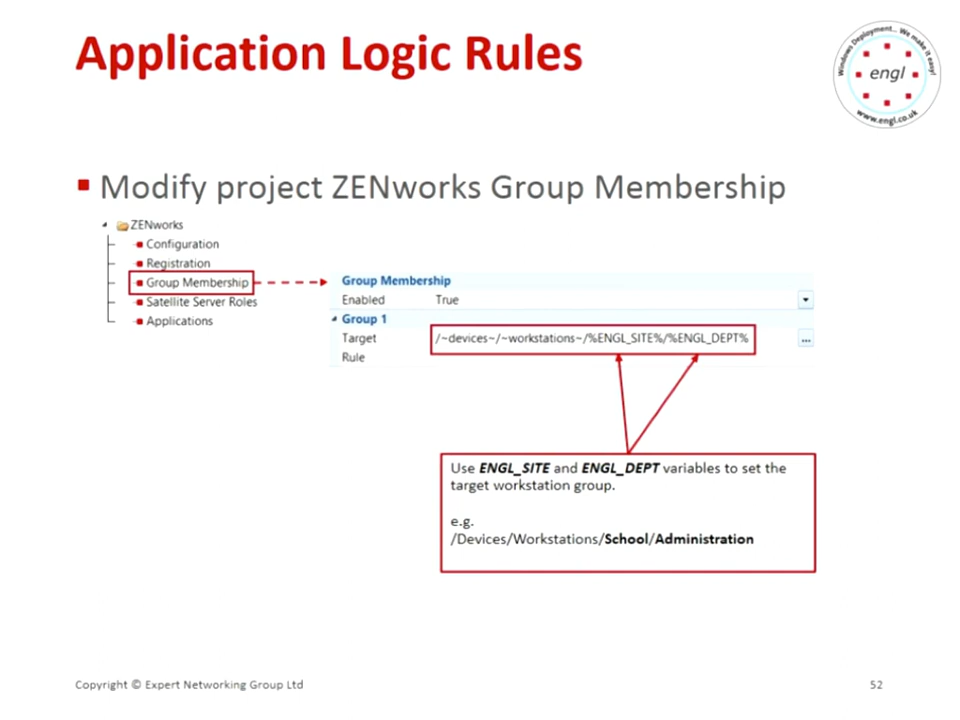 Application Logic Rules
Windows Deployment... We make it easy!
engl
www.engl.co.uk
Modify project ZENworks Group Membership
ZENworks
Configuration
Registration
Group Membership
Satellite Server Roles
Applications
Group Membership
Enabled True
Group 1
Target /~devices~/~workstations~/%ENGL_SITE%/%ENGL_DEPT% ...
Rule
Use ENGL_SITE and ENGL_DEPT variables to set the
target workstation group.
e.g.
/Devices/Workstations/School/Administration
Copyright © Expert Networking Group Ltd
52